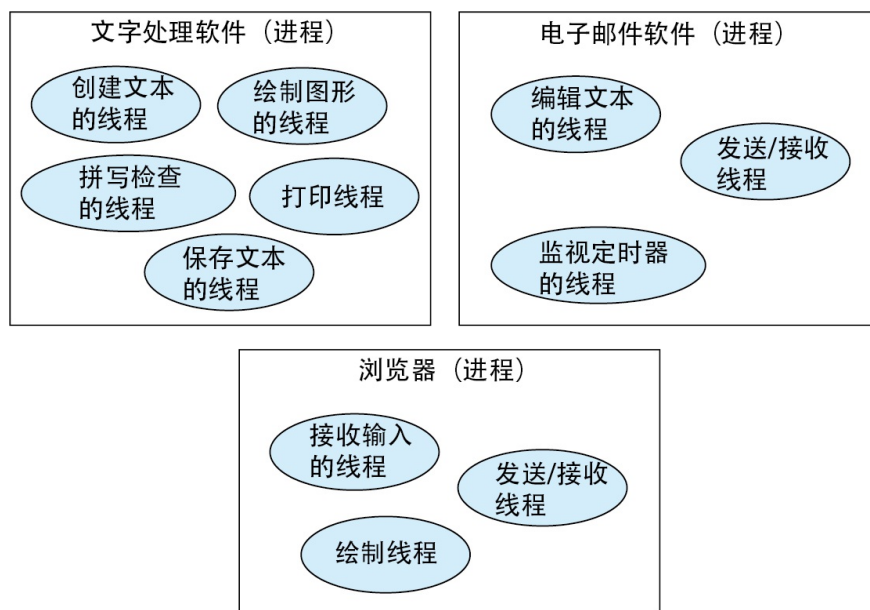 文字处理软件（进程）
创建文本
的线程
绘制图形
的线程
拼写检查
的线程
打印线程
保存文本
的线程
电子邮件软件（进程）
编辑文本
的线程
发送/接收
线程
监视定时器
的线程
浏览器（进程）
接收输入
的线程
发送/接收
线程
绘制线程